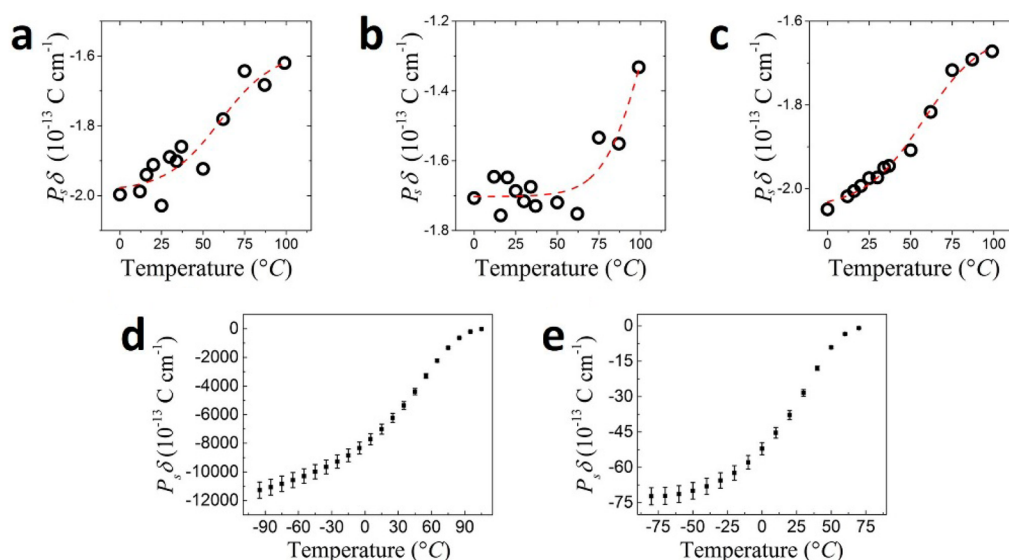 a
b
c
-1.6
-1.8
-2.0
P_s δ (10^-13 C cm^-1)
0 25 50 75 100
Temperature (°C)
-1.2
-1.4
-1.6
-1.8
P_s δ (10^-13 C cm^-1)
0 25 50 75 100
Temperature (°C)
-1.6
-1.8
-2.0
P_s δ (10^-13 C cm^-1)
0 25 50 75 100
Temperature (°C)
d
e
0
-2000
-4000
-6000
-8000
-10000
-12000
P_s δ (10^-13 C cm^-1)
-90 -60 -30 0 30 60 90
Temperature (°C)
0
-15
-30
-45
-60
-75
P_s δ (10^-13 C cm^-1)
-75 -50 -25 0 25 50 75
Temperature (°C)